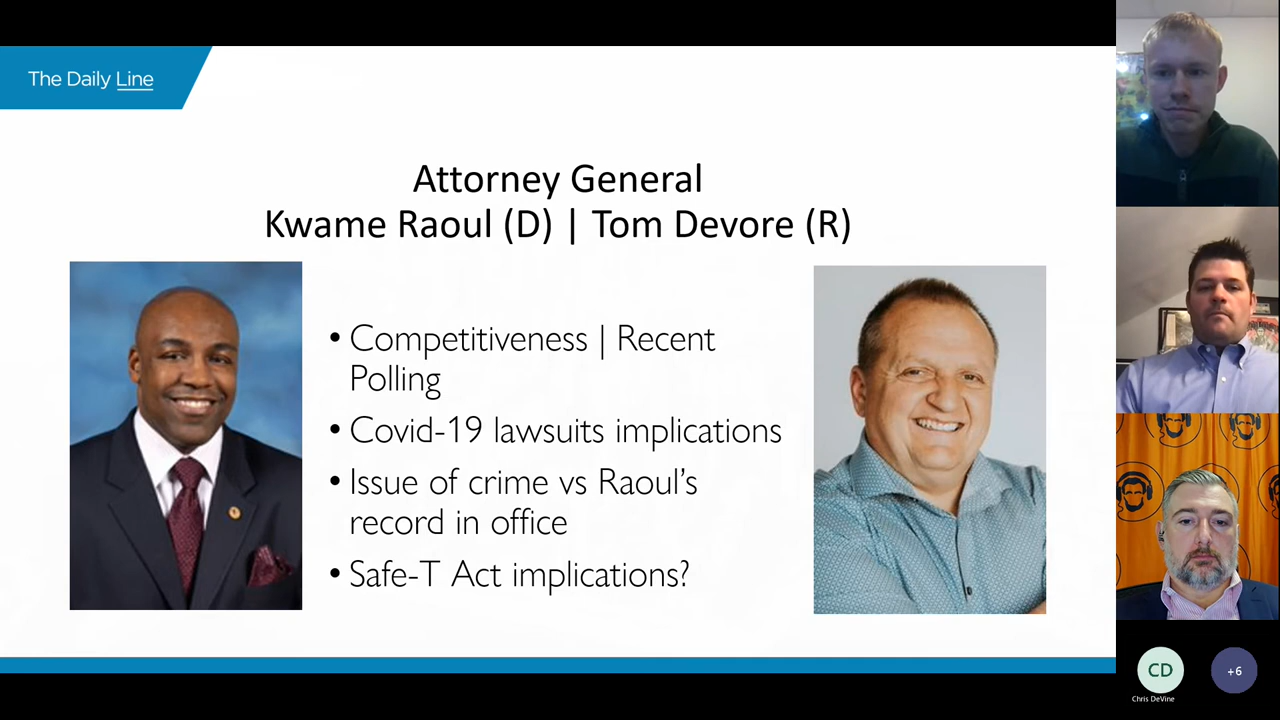 The Daily Line
Attorney General
Kwame Raoul (D) | Tom Devore (R)
• Competitiveness | Recent
Polling
• Covid-19 lawsuits implications
• Issue of crime vs Raoul’s
record in office
• Safe-T Act implications?
CD
+6
Chris DeVine